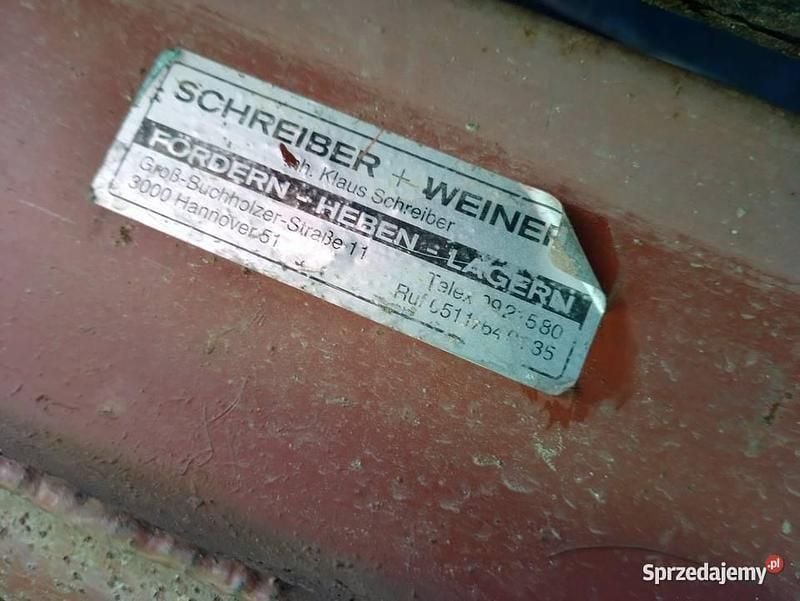 SCHREIBER + WEINER
Inh. Klaus Schreiber
FÖRDERN - HEBEN - LAGERN
Groß-Buchholzer-Straße 11
3000 Hannover 51
Telex
Ruf
Sprzedajemy.pl